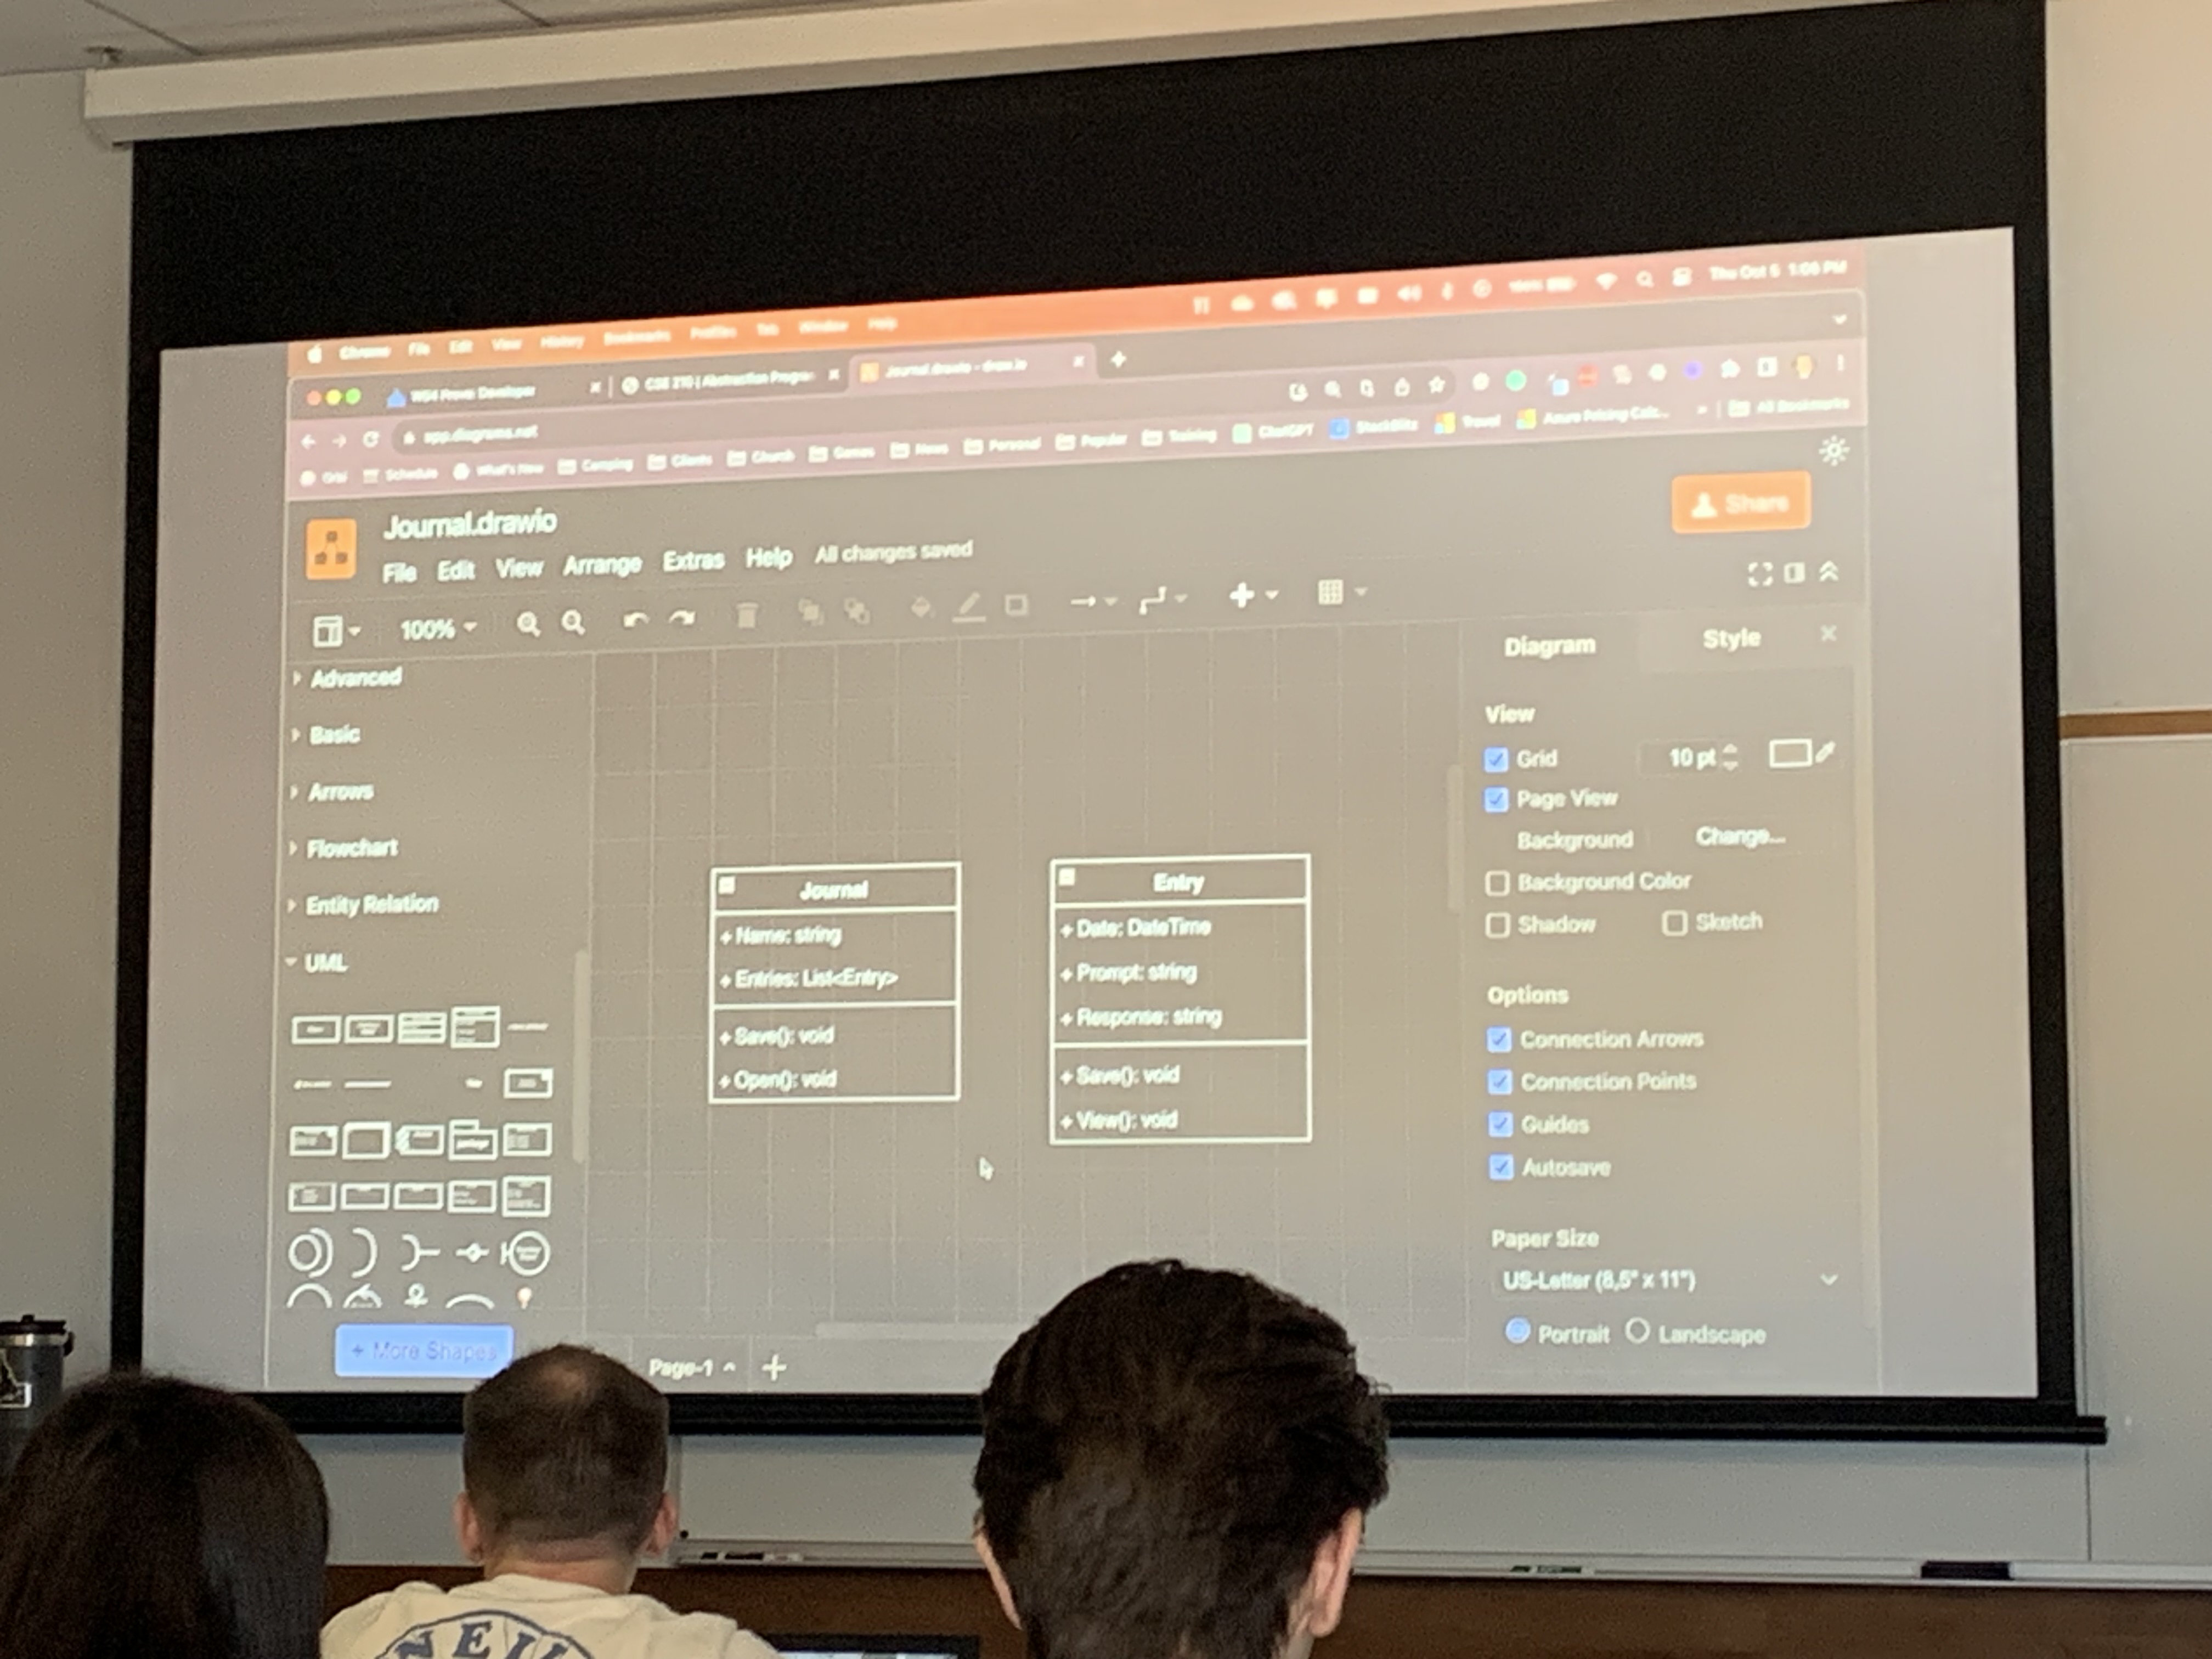 Chrome File Edit View History Bookmarks Profiles Tab Window Help
Thu Oct 5 1:09 PM
W04 Prove: Developer
CSE 210 | Abstraction Progra
Journal.drawio - draw.io
app.diagrams.net
Schedule What's New Camping Clients Church Games News Personal Popular Training ChatGPT StackBlitz Travel Azure Pricing Calc... » All Bookmarks
Journal.drawio
Share
File Edit View Arrange Extras Help All changes saved
100%
Diagram Style
Advanced
Basic
Arrows
Flowchart
Entity Relation
UML
+ More Shapes
Journal
+ Name: string
+ Entries: List<Entry>
+ Save(): void
+ Open(): void
Entry
+ Date: DateTime
+ Prompt: string
+ Response: string
+ Save(): void
+ View(): void
View
Grid 10 pt
Page View
Background Change...
Background Color
Shadow Sketch
Options
Connection Arrows
Connection Points
Guides
Autosave
Paper Size
US-Letter (8,5" x 11")
Portrait Landscape
Page-1
NEIL